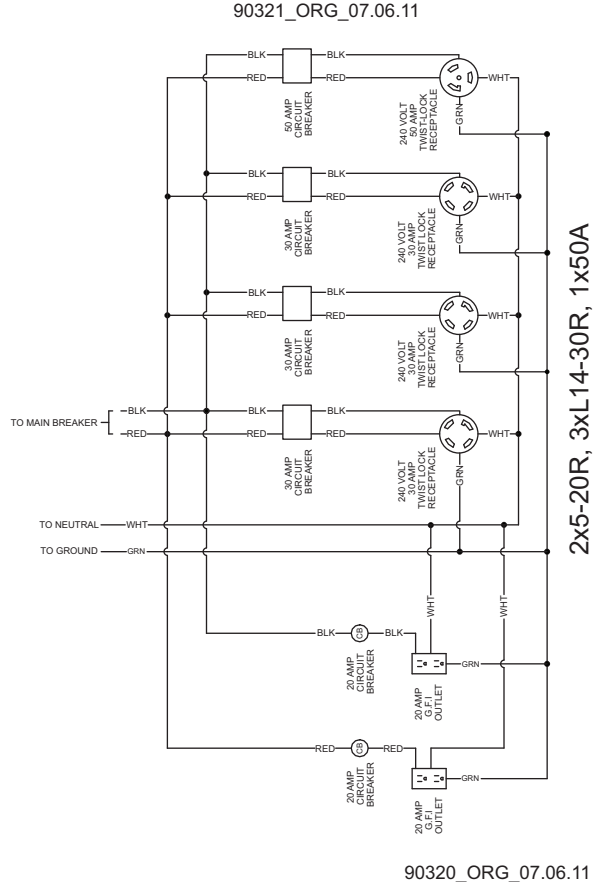 90321_ORG_07.06.11
BLK
BLK
RED
RED
WHT
GRN
50 AMP
CIRCUIT
BREAKER
240 VOLT
50 AMP
TWIST-LOCK
RECEPTACLE
BLK
BLK
RED
RED
WHT
GRN
30 AMP
CIRCUIT
BREAKER
240 VOLT
30 AMP
TWIST LOCK
RECEPTACLE
BLK
BLK
RED
RED
WHT
GRN
30 AMP
CIRCUIT
BREAKER
240 VOLT
30 AMP
TWIST LOCK
RECEPTACLE
TO MAIN BREAKER
BLK
RED
BLK
BLK
RED
RED
WHT
GRN
30 AMP
CIRCUIT
BREAKER
240 VOLT
30 AMP
TWIST LOCK
RECEPTACLE
2x5-20R, 3xL14-30R, 1x50A
TO NEUTRAL
WHT
TO GROUND
GRN
WHT
WHT
BLK
CB
BLK
GRN
20 AMP
CIRCUIT
BREAKER
20 AMP
G.F.I
OUTLET
RED
CB
RED
GRN
20 AMP
CIRCUIT
BREAKER
20 AMP
G.F.I
OUTLET
90320_ORG_07.06.11